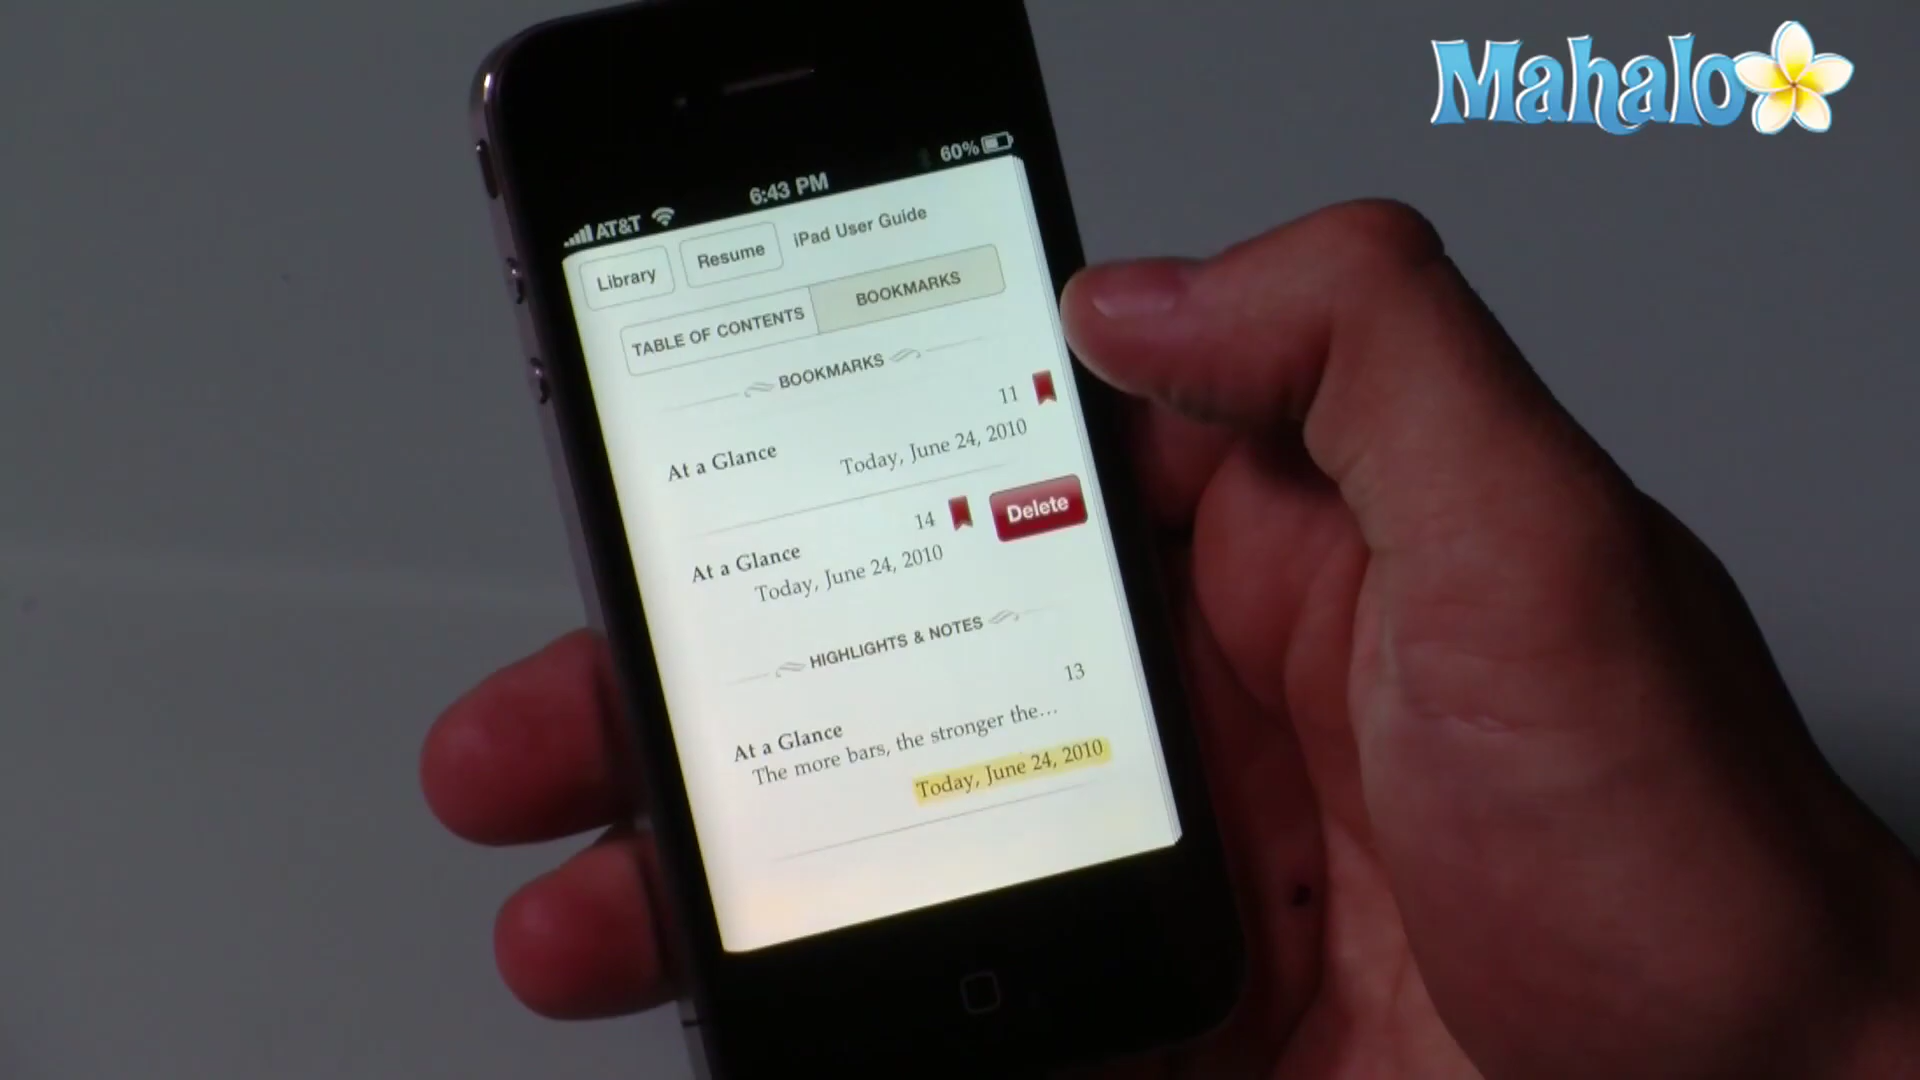 Mahalo
60%
6:43 PM
AT&T
Library Resume iPad User Guide
TABLE OF CONTENTS BOOKMARKS
BOOKMARKS
11
At a Glance
Today, June 24, 2010
14
Delete
At a Glance
Today, June 24, 2010
HIGHLIGHTS & NOTES
13
At a Glance
The more bars, the stronger the...
Today, June 24, 2010